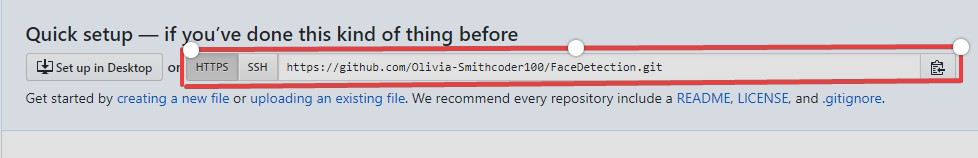 Quick setup — if you've done this kind of thing before
Set up in Desktop or HTTPS SSH https://github.com/Olivia-Smithcoder100/FaceDetection.git
Get started by creating a new file or uploading an existing file. We recommend every repository include a README, LICENSE, and .gitignore.